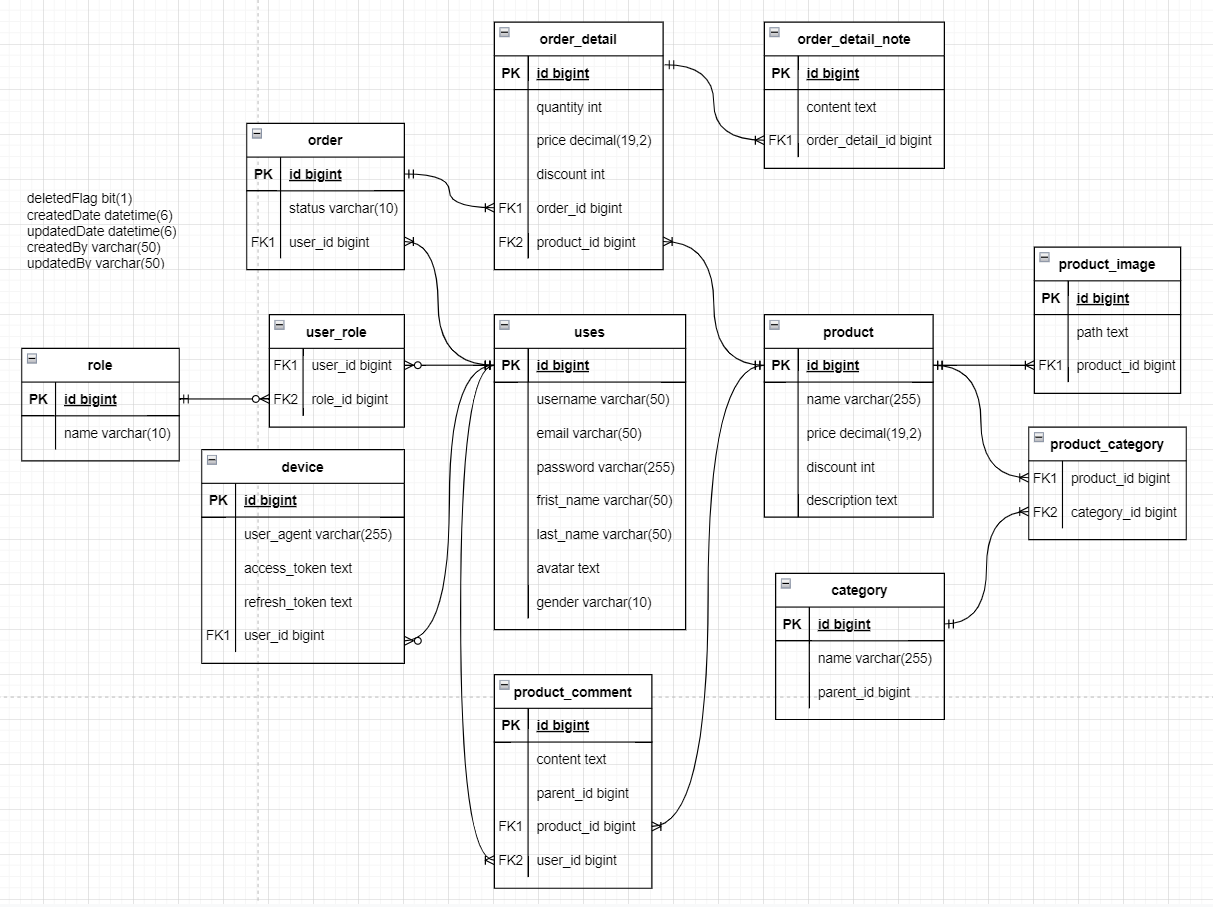 order_detail
PK id bigint
quantity int
price decimal(19,2)
discount int
FK1 order_id bigint
FK2 product_id bigint
order_detail_note
PK id bigint
content text
FK1 order_detail_id bigint
order
PK id bigint
status varchar(10)
FK1 user_id bigint
deletedFlag bit(1)
createdDate datetime(6)
updatedDate datetime(6)
createdBy varchar(50)
updatedBy varchar(50)
product_image
PK id bigint
path text
FK1 product_id bigint
user_role
FK1 user_id bigint
FK2 role_id bigint
uses
PK id bigint
username varchar(50)
email varchar(50)
password varchar(255)
frist_name varchar(50)
last_name varchar(50)
avatar text
gender varchar(10)
product
PK id bigint
name varchar(255)
price decimal(19,2)
discount int
description text
role
PK id bigint
name varchar(10)
product_category
FK1 product_id bigint
FK2 category_id bigint
device
PK id bigint
user_agent varchar(255)
access_token text
refresh_token text
FK1 user_id bigint
category
PK id bigint
name varchar(255)
parent_id bigint
product_comment
PK id bigint
content text
parent_id bigint
FK1 product_id bigint
FK2 user_id bigint